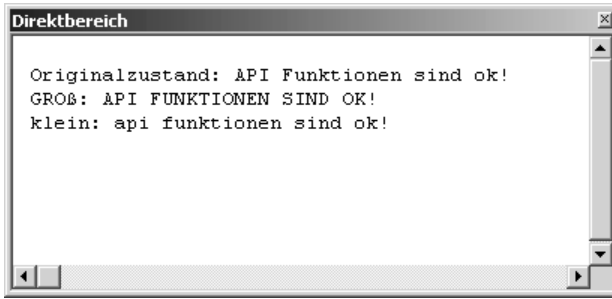 Direktbereich
Originalzustand: API Funktionen sind ok!
GROß: API FUNKTIONEN SIND OK!
klein: api funktionen sind ok!